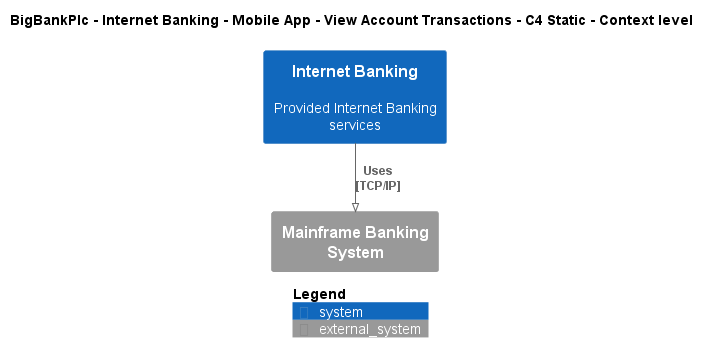 BigBankPlc - Internet Banking - Mobile App - View Account Transactions - C4 Static - Context level
Internet Banking
Provided Internet Banking
services
Uses
[TCP/IP]
Mainframe Banking
System
Legend
system
external_system